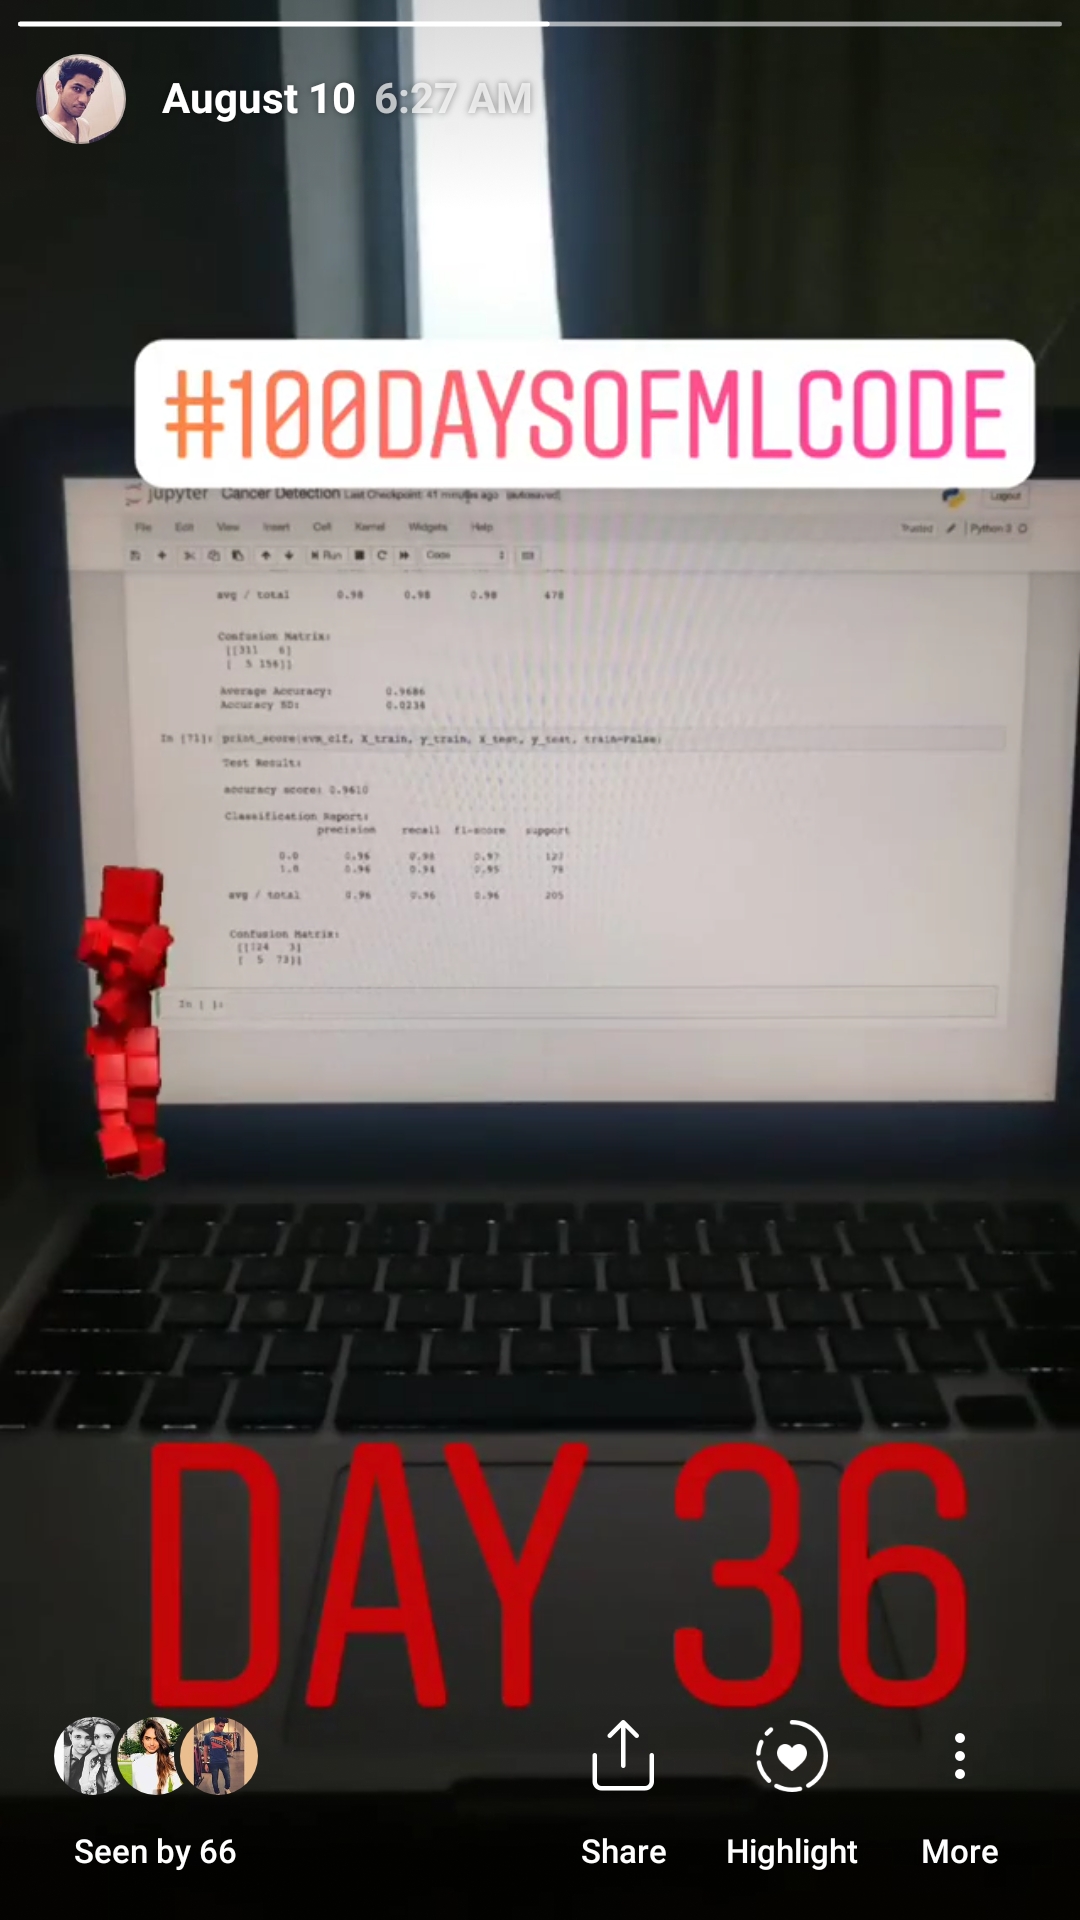 August 10 6:27 AM
#100DAYSOFMLCODE
jupyter Cancer Detection Last Checkpoint: 41 minutes ago (autosaved)
Logout
File Edit View Insert Cell Kernel Widgets Help
Trusted | Python 3
Run Code
avg / total 0.98 0.98 0.98 478
Confusion Matrix:
[[311 6]
[ 5 156]]
Average Accuracy: 0.9686
Accuracy SD: 0.0234
In [71]: print_score(svm_clf, X_train, y_train, X_test, y_test, train=False)
Test Result:
accuracy score: 0.9610
Classification Report:
precision recall f1-score support
0.0 0.96 0.98 0.97 127
1.0 0.96 0.94 0.95 78
avg / total 0.96 0.96 0.96 205
Confusion Matrix:
[[124 3]
[ 5 73]]
In [ ]:
DAY 36
Seen by 66
Share
Highlight
More